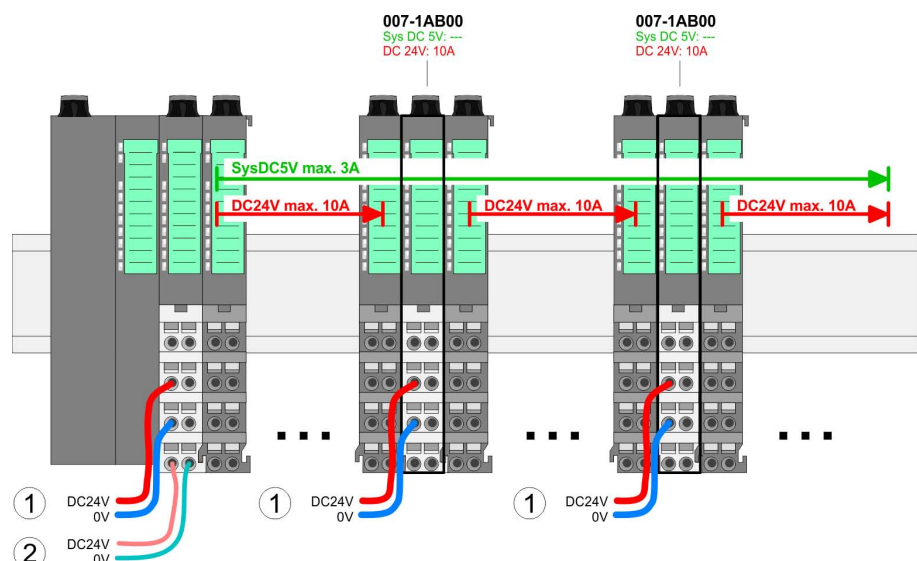 007-1AB00
Sys DC 5V: ---
DC 24V: 10A
007-1AB00
Sys DC 5V: ---
DC 24V: 10A
SysDC5V max. 3A
DC24V max. 10A
DC24V max. 10A
DC24V max. 10A
1 DC24V
0V
1 DC24V
0V
1 DC24V
0V
2 DC24V
0V